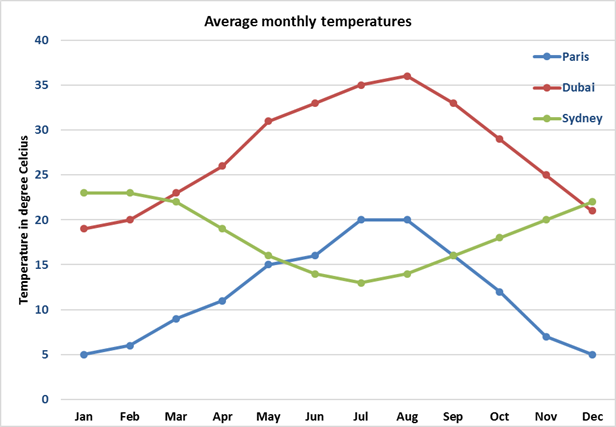 Average monthly temperatures
Temperature in degree Celcius
40
35
30
25
20
15
10
5
0
Jan Feb Mar Apr May Jun Jul Aug Sep Oct Nov Dec
Paris
Dubai
Sydney